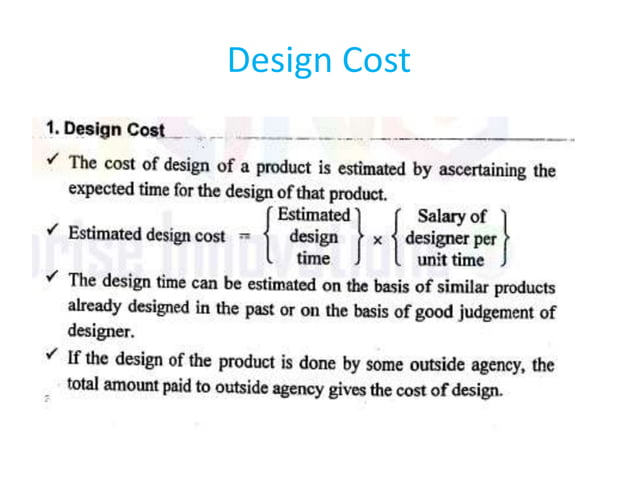 Design Cost
1. Design Cost
✓ The cost of design of a product is estimated by ascertaining the
expected time for the design of that product.
✓ Estimated design cost = { Estimated design time } × { Salary of designer per unit time }
✓ The design time can be estimated on the basis of similar products
already designed in the past or on the basis of good judgement of
designer.
✓ If the design of the product is done by some outside agency, the
total amount paid to outside agency gives the cost of design.